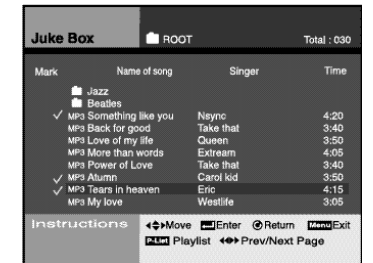 Juke Box ROOT Total : 030
Mark Name of song Singer Time
Jazz
Beatles
MP3 Something like you Nsync 4:20
MP3 Back for good Take that 3:40
MP3 Love of my life Queen 3:50
MP3 More than words Extream 4:05
MP3 Power of Love Take that 3:40
MP3 Atumn Carol kid 3:50
MP3 Tears in heaven Eric 4:15
MP3 My love Westlife 3:05
Instructions Move Enter Return Menu Exit
P-List Playlist Prev/Next Page